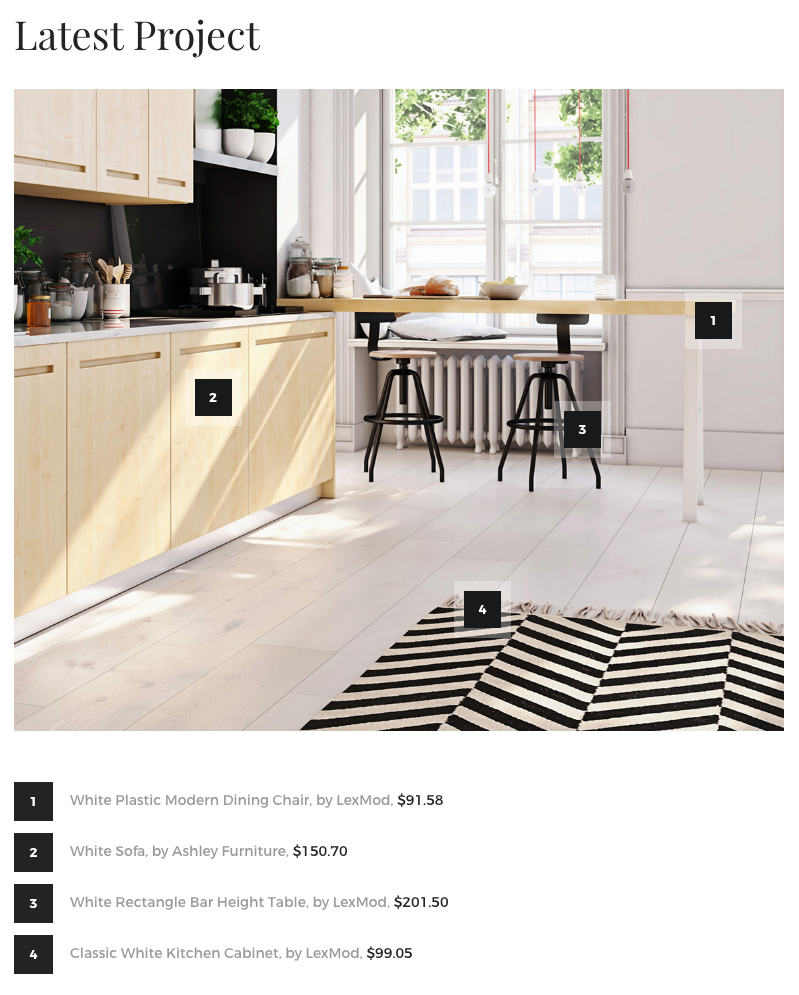 Latest Project
1
2
3
4
1 White Plastic Modern Dining Chair, by LexMod, $91.58
2 White Sofa, by Ashley Furniture, $150.70
3 White Rectangle Bar Height Table, by LexMod, $201.50
4 Classic White Kitchen Cabinet, by LexMod, $99.05